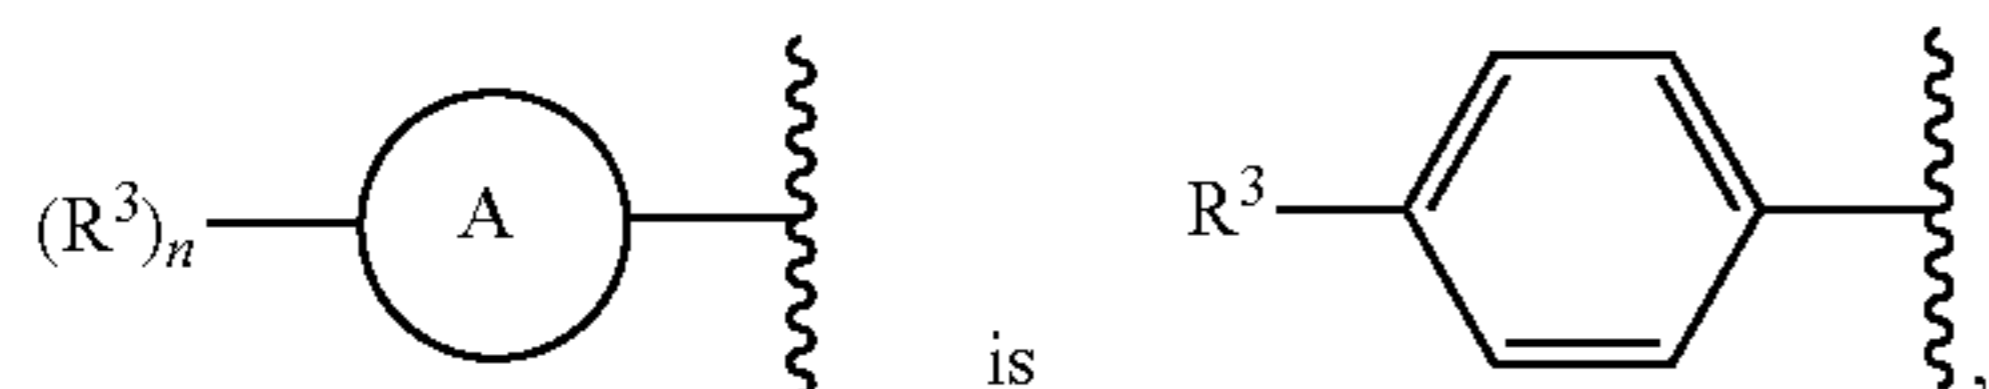 (R³)ₙ A is R³ ,